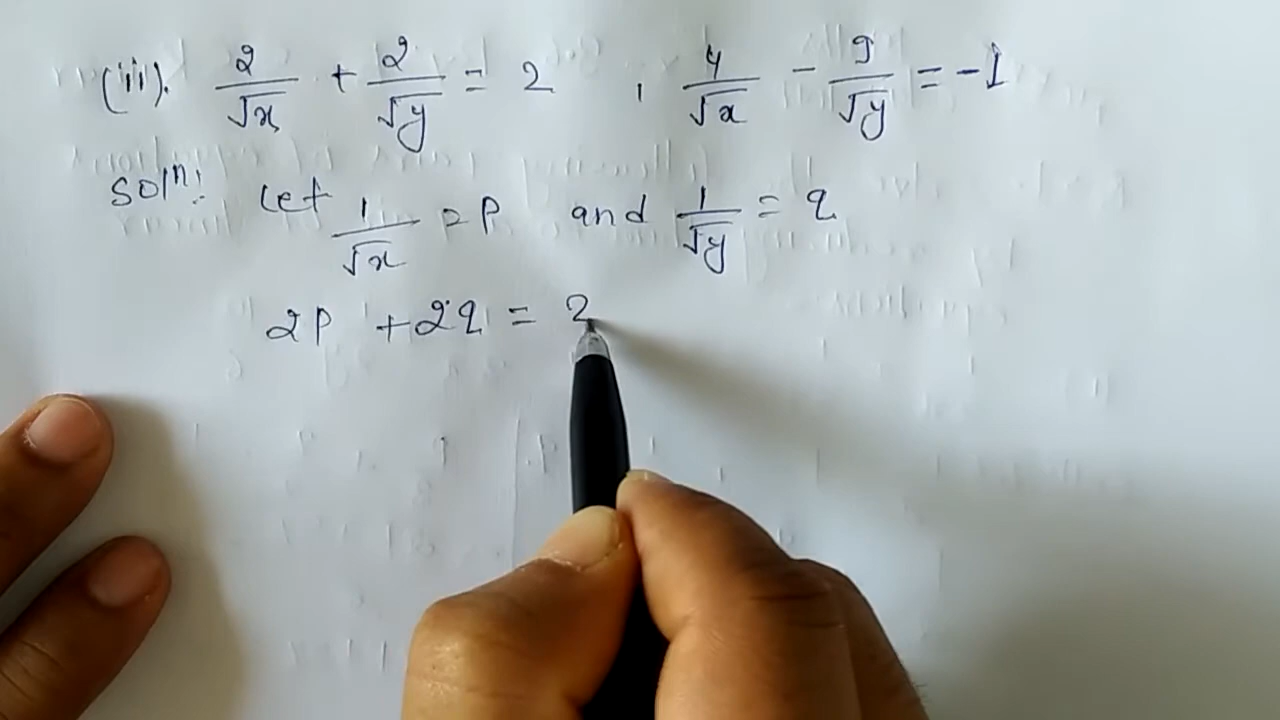 (iii). 2/√x + 2/√y = 2 , 4/√x - 9/√y = -1
Solⁿ: Let 1/√x = P and 1/√y = q
2P + 2q = 2